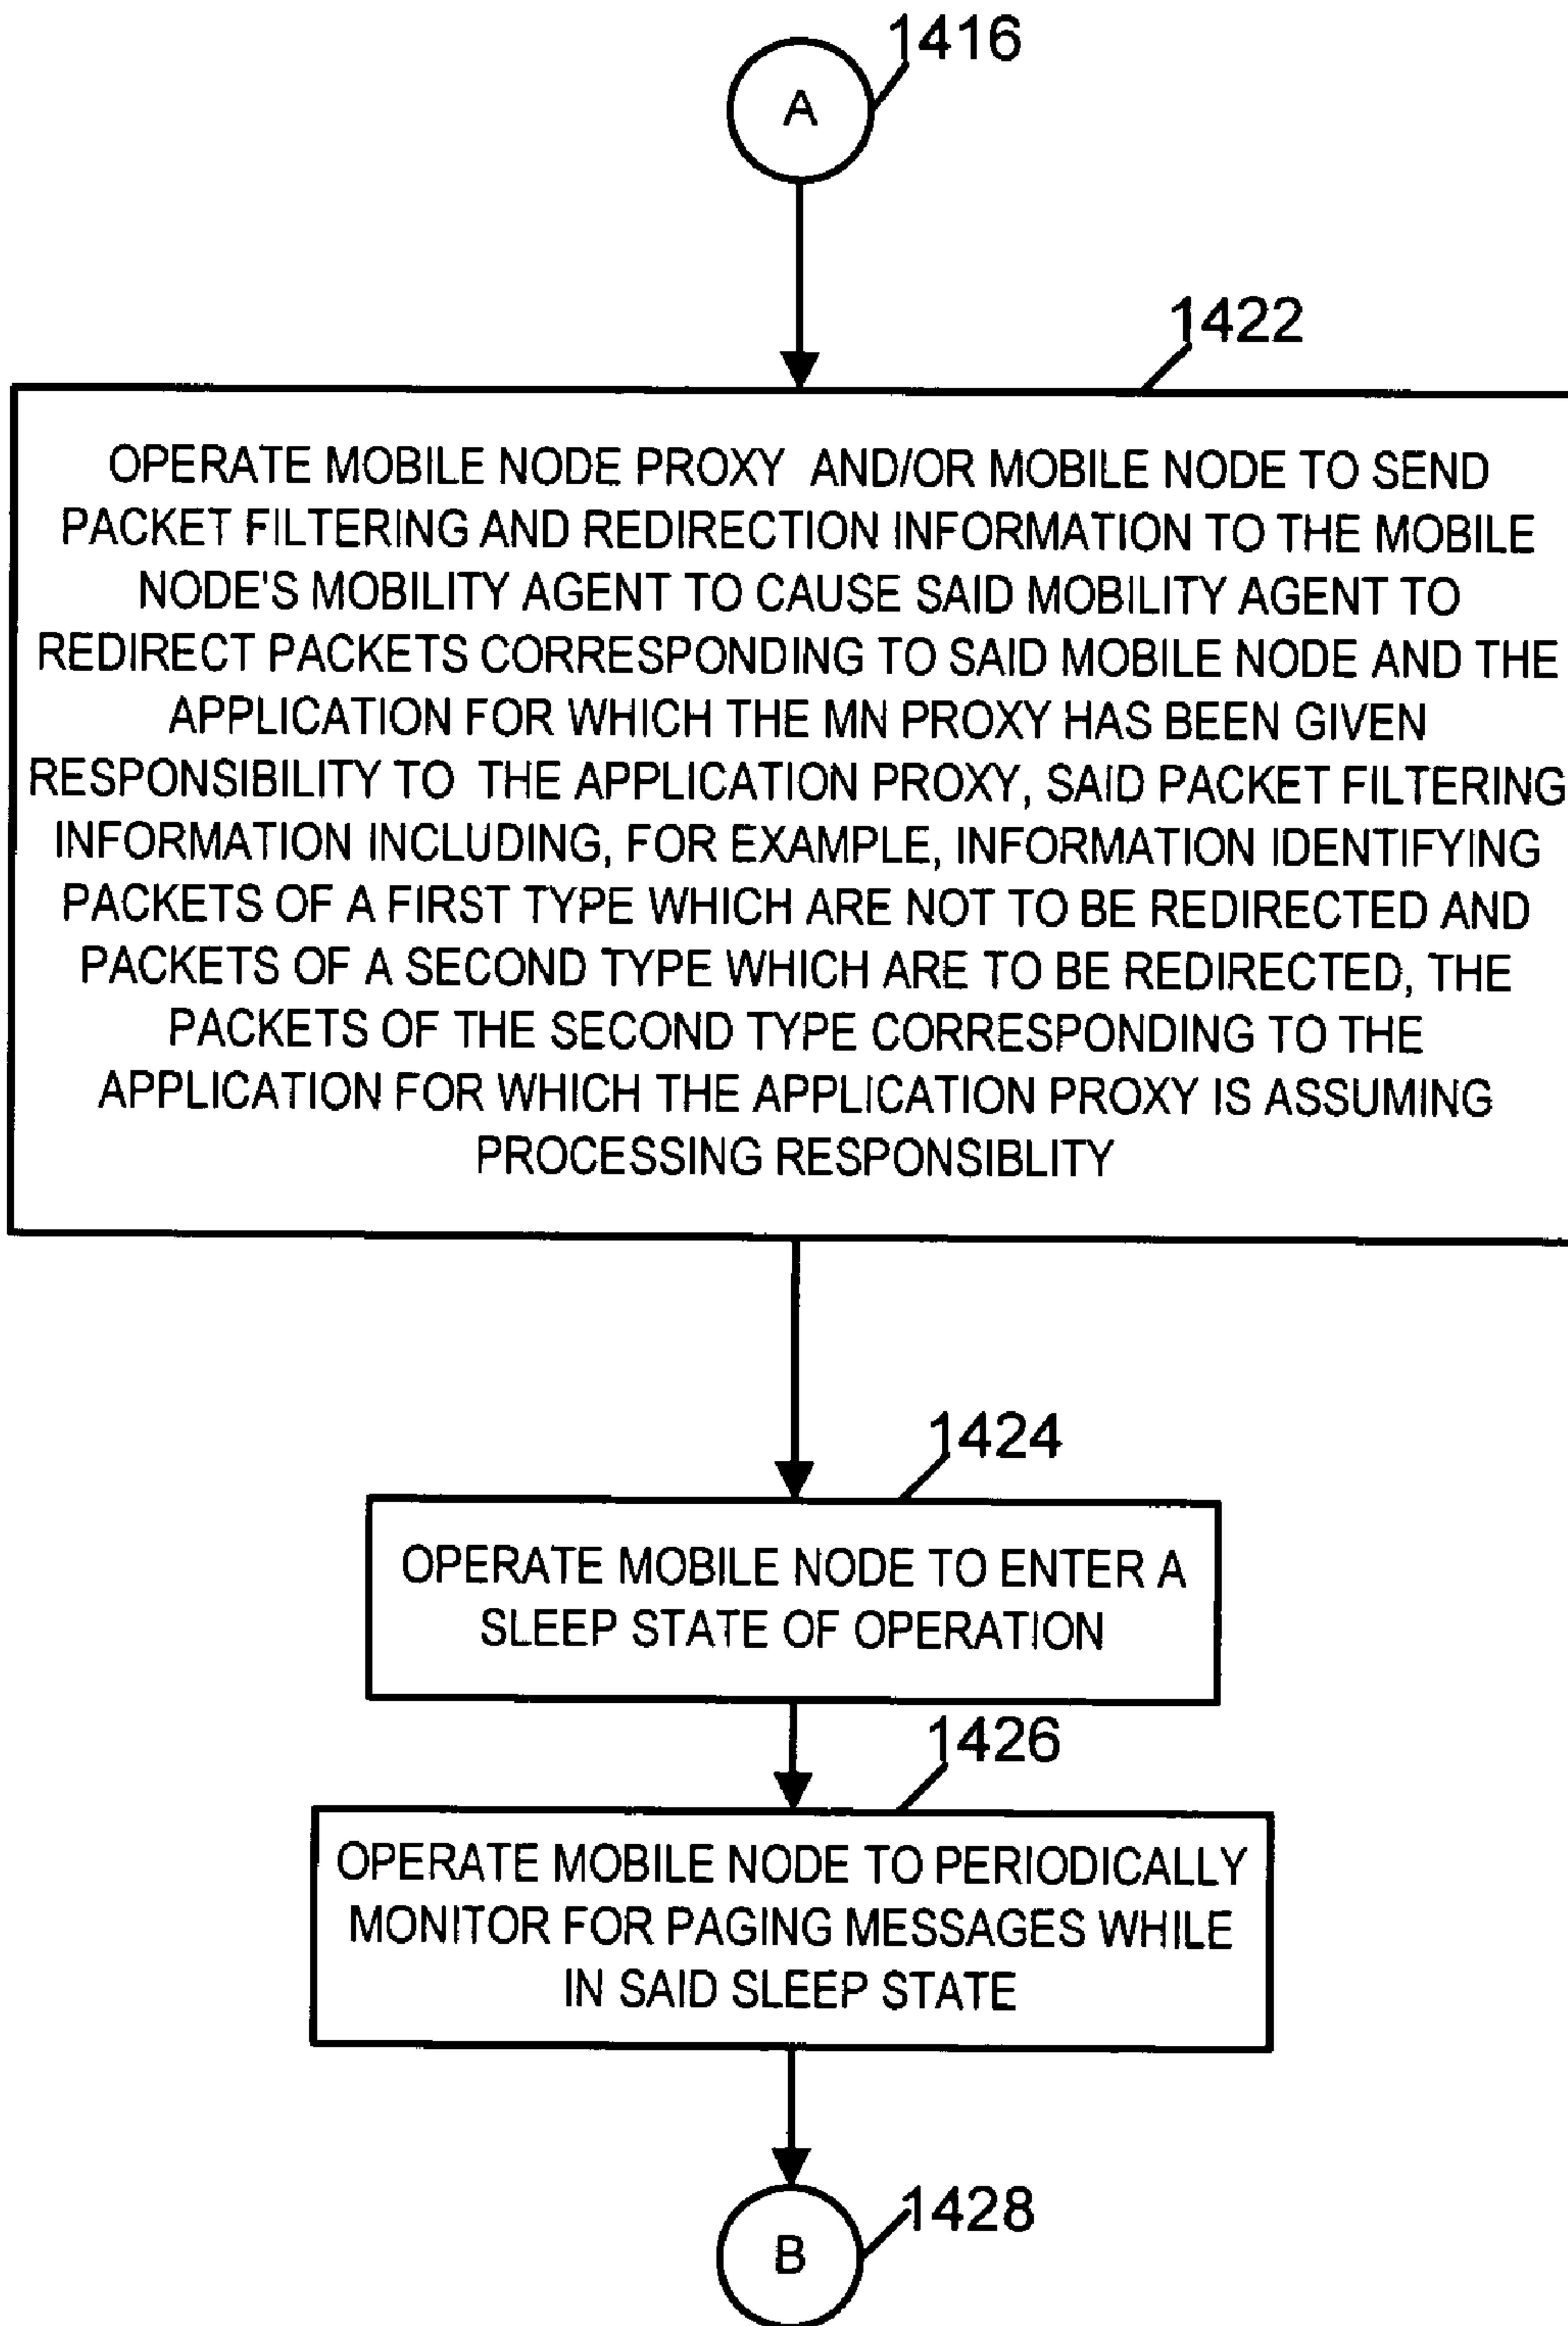 1416
A
1422
OPERATE MOBILE NODE PROXY AND/OR MOBILE NODE TO SEND
PACKET FILTERING AND REDIRECTION INFORMATION TO THE MOBILE
NODE'S MOBILITY AGENT TO CAUSE SAID MOBILITY AGENT TO
REDIRECT PACKETS CORRESPONDING TO SAID MOBILE NODE AND THE
APPLICATION FOR WHICH THE MN PROXY HAS BEEN GIVEN
RESPONSIBILITY TO THE APPLICATION PROXY, SAID PACKET FILTERING
INFORMATION INCLUDING, FOR EXAMPLE, INFORMATION IDENTIFYING
PACKETS OF A FIRST TYPE WHICH ARE NOT TO BE REDIRECTED AND
PACKETS OF A SECOND TYPE WHICH ARE TO BE REDIRECTED, THE
PACKETS OF THE SECOND TYPE CORRESPONDING TO THE
APPLICATION FOR WHICH THE APPLICATION PROXY IS ASSUMING
PROCESSING RESPONSIBLITY
1424
OPERATE MOBILE NODE TO ENTER A
SLEEP STATE OF OPERATION
1426
OPERATE MOBILE NODE TO PERIODICALLY
MONITOR FOR PAGING MESSAGES WHILE
IN SAID SLEEP STATE
1428
B